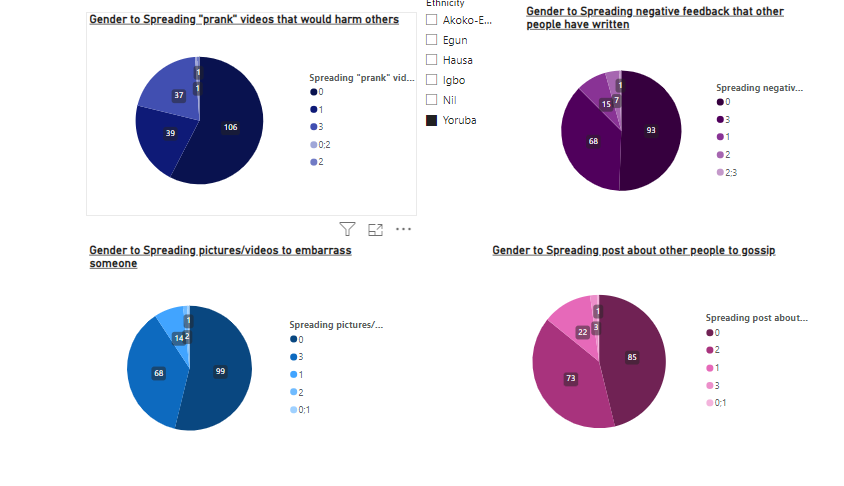 Gender to Spreading "prank" videos that would harm others
Spreading "prank" vid...
0
1
3
0;2
2
106
39
37
1
1
Ethnicity
Akoko-E...
Egun
Hausa
Igbo
Nil
Yoruba
Gender to Spreading negative feedback that other
people have written
Spreading negativ...
0
3
1
2
2;3
93
68
15
7
1
Gender to Spreading pictures/videos to embarrass
someone
Spreading pictures/...
0
3
1
2
0;1
99
68
14
2
1
Gender to Spreading post about other people to gossip
Spreading post about...
0
2
1
3
0;1
85
73
22
3
1